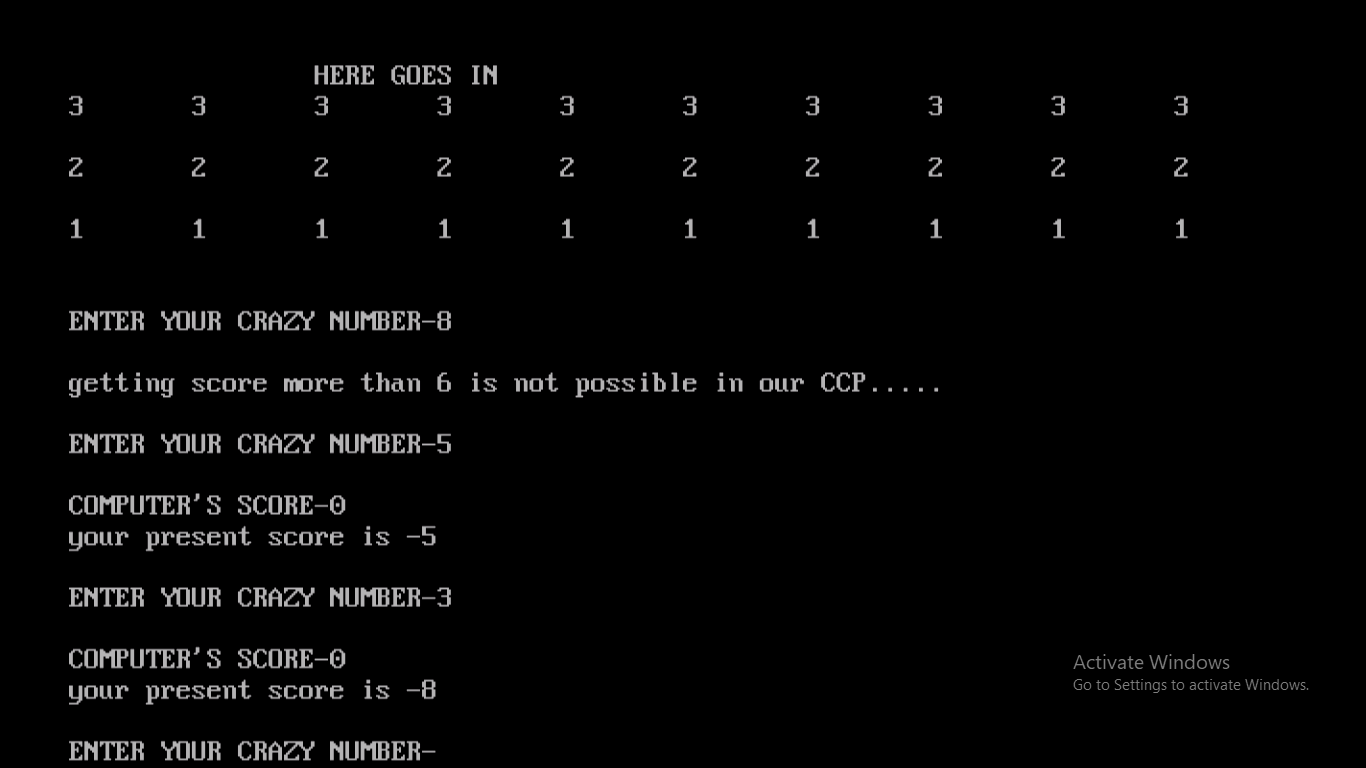 HERE GOES IN
3 3 3 3 3 3 3 3 3 3
2 2 2 2 2 2 2 2 2 2
1 1 1 1 1 1 1 1 1 1
ENTER YOUR CRAZY NUMBER-8
getting score more than 6 is not possible in our CCP.....
ENTER YOUR CRAZY NUMBER-5
COMPUTER'S SCORE-0
your present score is -5
ENTER YOUR CRAZY NUMBER-3
COMPUTER'S SCORE-0
your present score is -8
ENTER YOUR CRAZY NUMBER-
Activate Windows
Go to Settings to activate Windows.